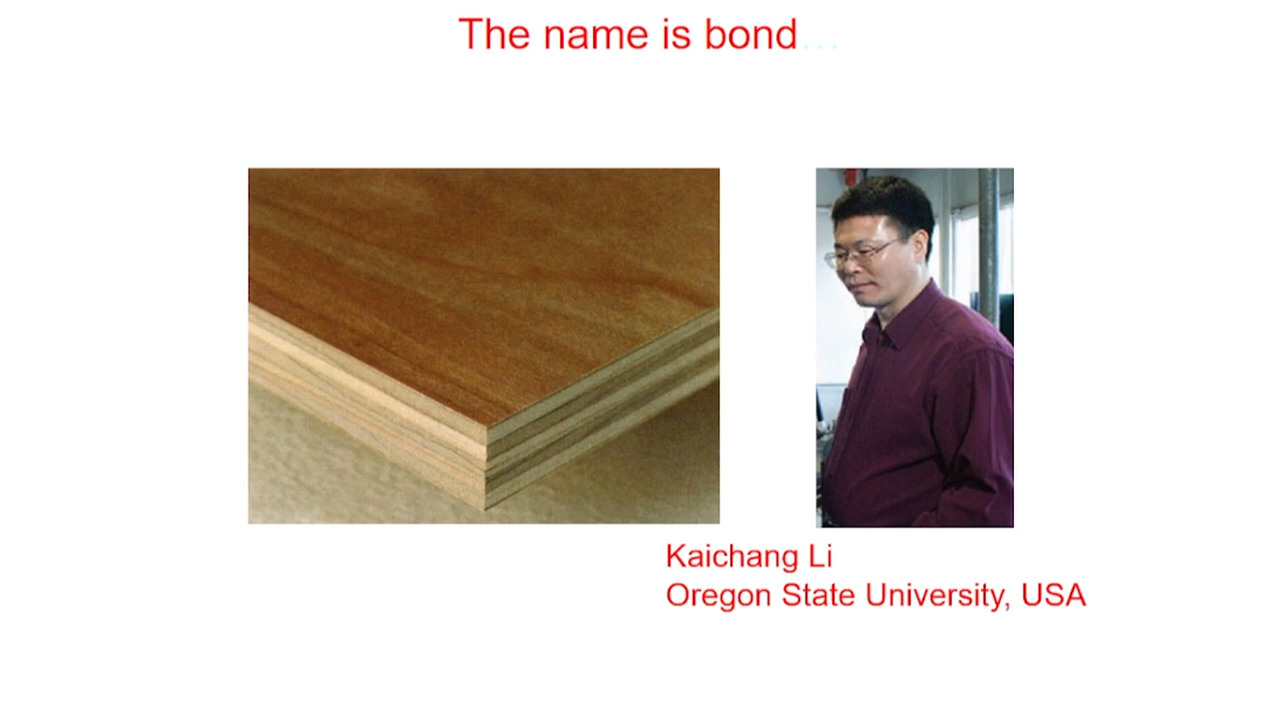 The name is bond...
Kaichang Li
Oregon State University, USA